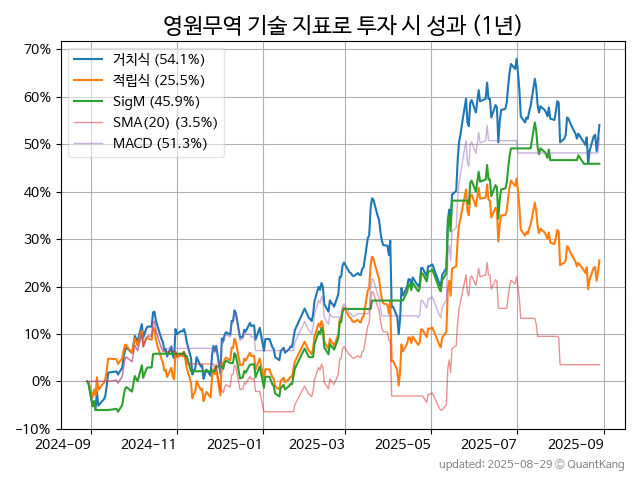 영원무역 기술 지표로 투자 시 성과 (1년)
거치식 (54.1%)
적립식 (25.5%)
SigM (45.9%)
SMA(20) (3.5%)
MACD (51.3%)
70%
60%
50%
40%
30%
20%
10%
0%
−10%
2024-09 2024-11 2025-01 2025-03 2025-05 2025-07 2025-09
updated: 2025-08-29 © QuantKang